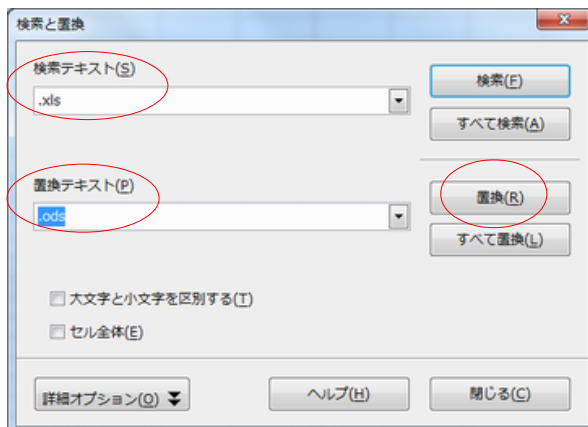 検索と置換
検索テキスト(S)
.xls
検索(F)
すべて検索(A)
置換テキスト(P)
.ods
置換(R)
すべて置換(L)
大文字と小文字を区別する(T)
セル全体(E)
詳細オプション(O)
ヘルプ(H)
閉じる(C)